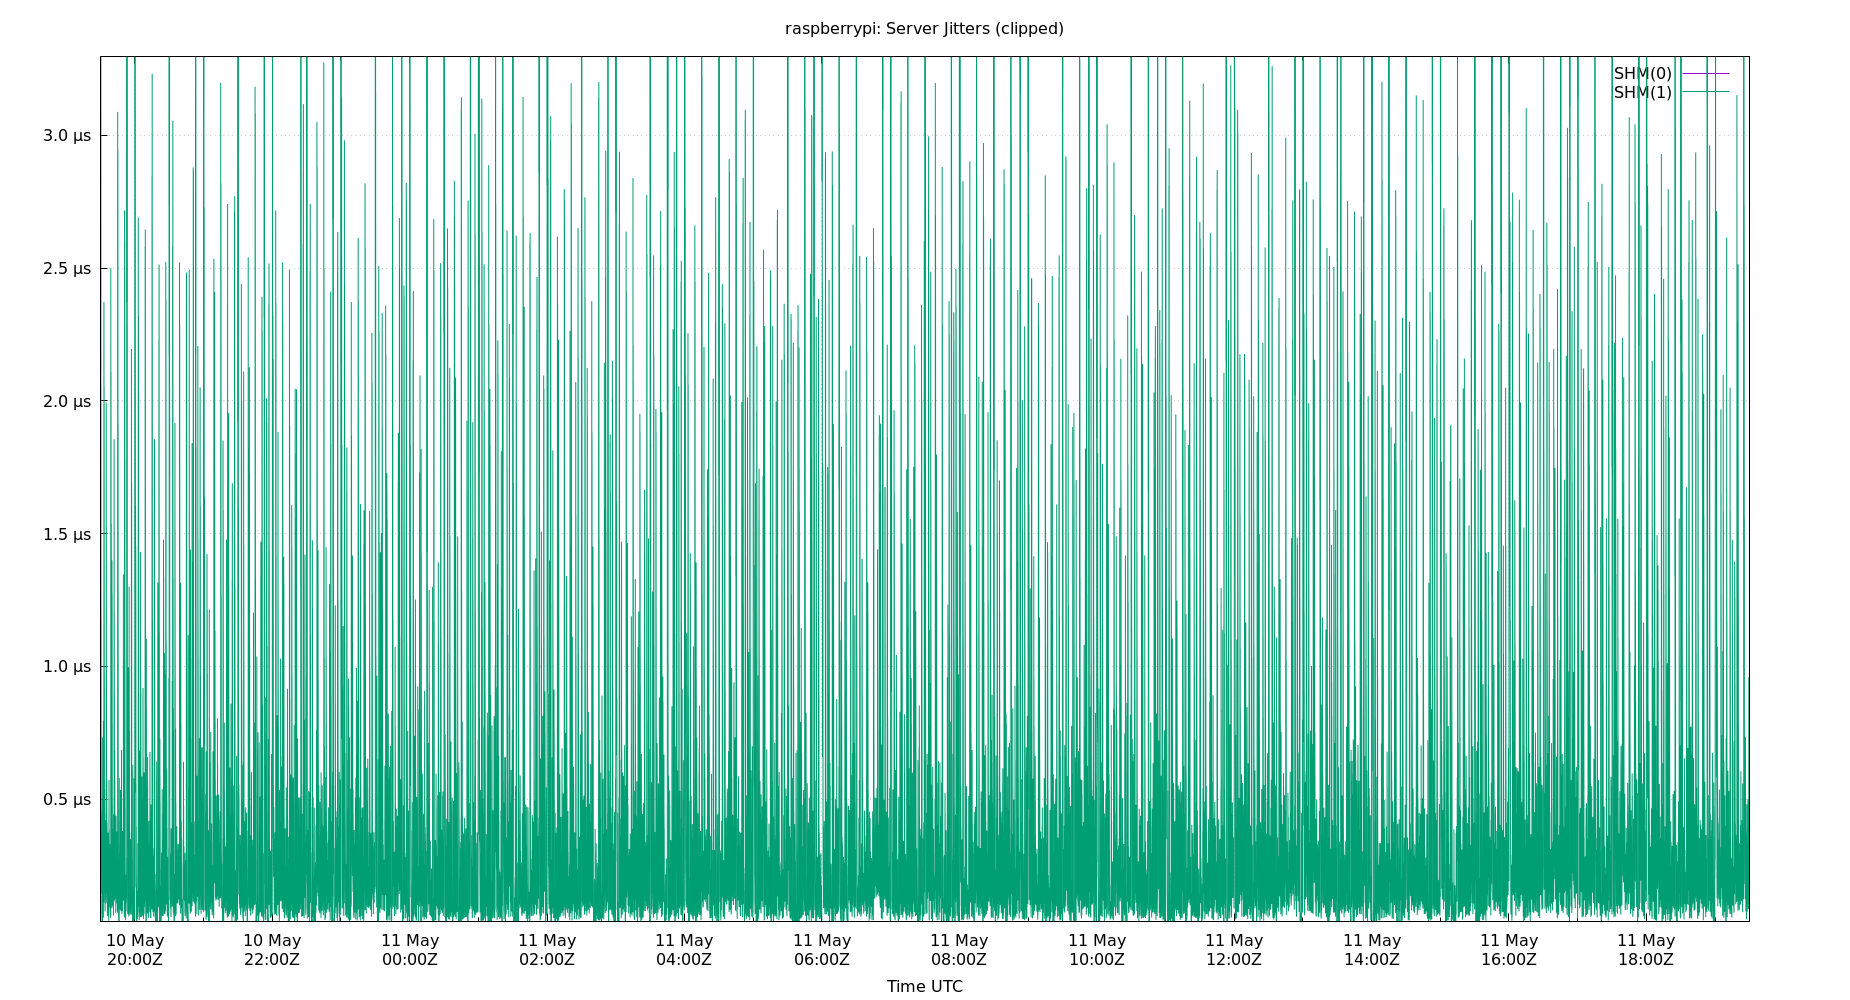 raspberrypi: Server Jitters (clipped)
SHM(0)
SHM(1)
3.0 µs
2.5 µs
2.0 µs
1.5 µs
1.0 µs
0.5 µs
10 May 10 May 11 May 11 May 11 May 11 May 11 May 11 May 11 May 11 May 11 May 11 May
20:00Z 22:00Z 00:00Z 02:00Z 04:00Z 06:00Z 08:00Z 10:00Z 12:00Z 14:00Z 16:00Z 18:00Z
Time UTC